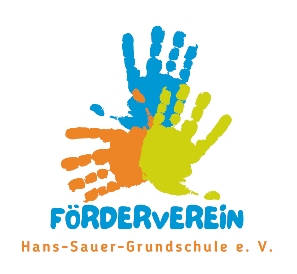 FÖRDERVEREIN
Hans-Sauer-Grundschule e. V.